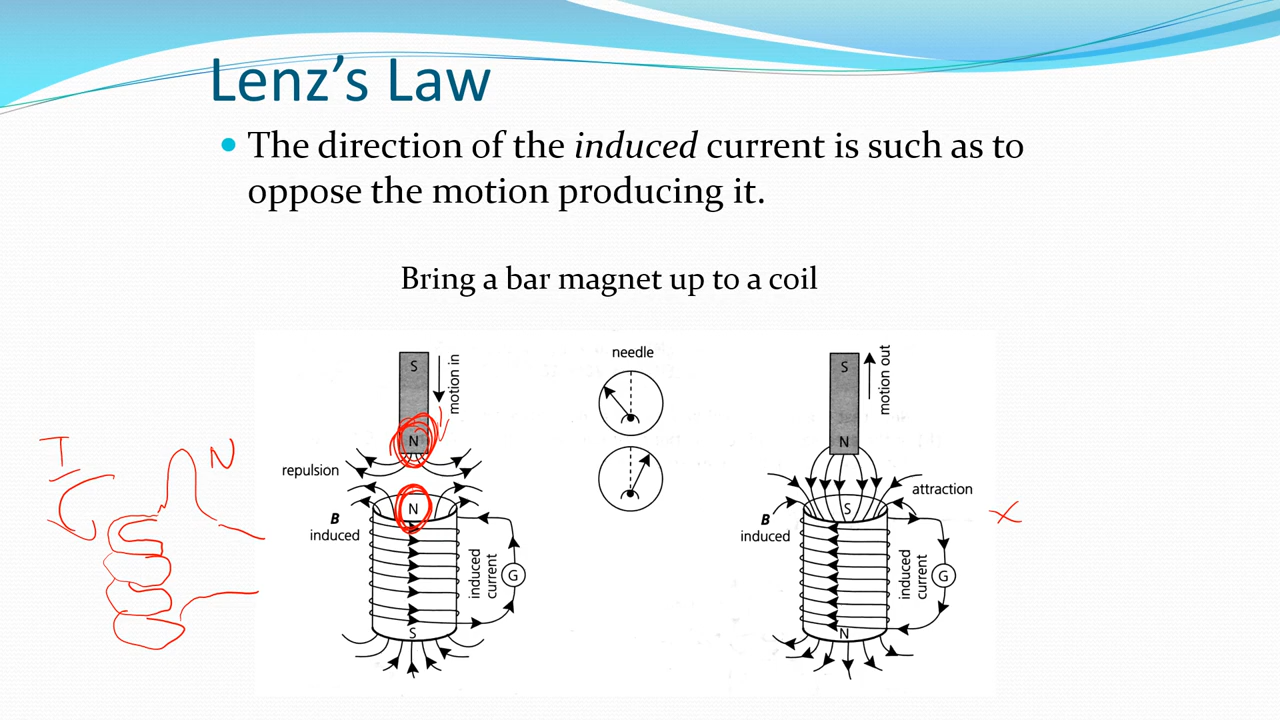 Lenz's Law
The direction of the induced current is such as to
oppose the motion producing it.
Bring a bar magnet up to a coil
S
motion in
N
repulsion
N
B
induced
induced
current
G
S
needle
S
motion out
N
attraction
S
B
induced
induced
current
G
N
I
N
x